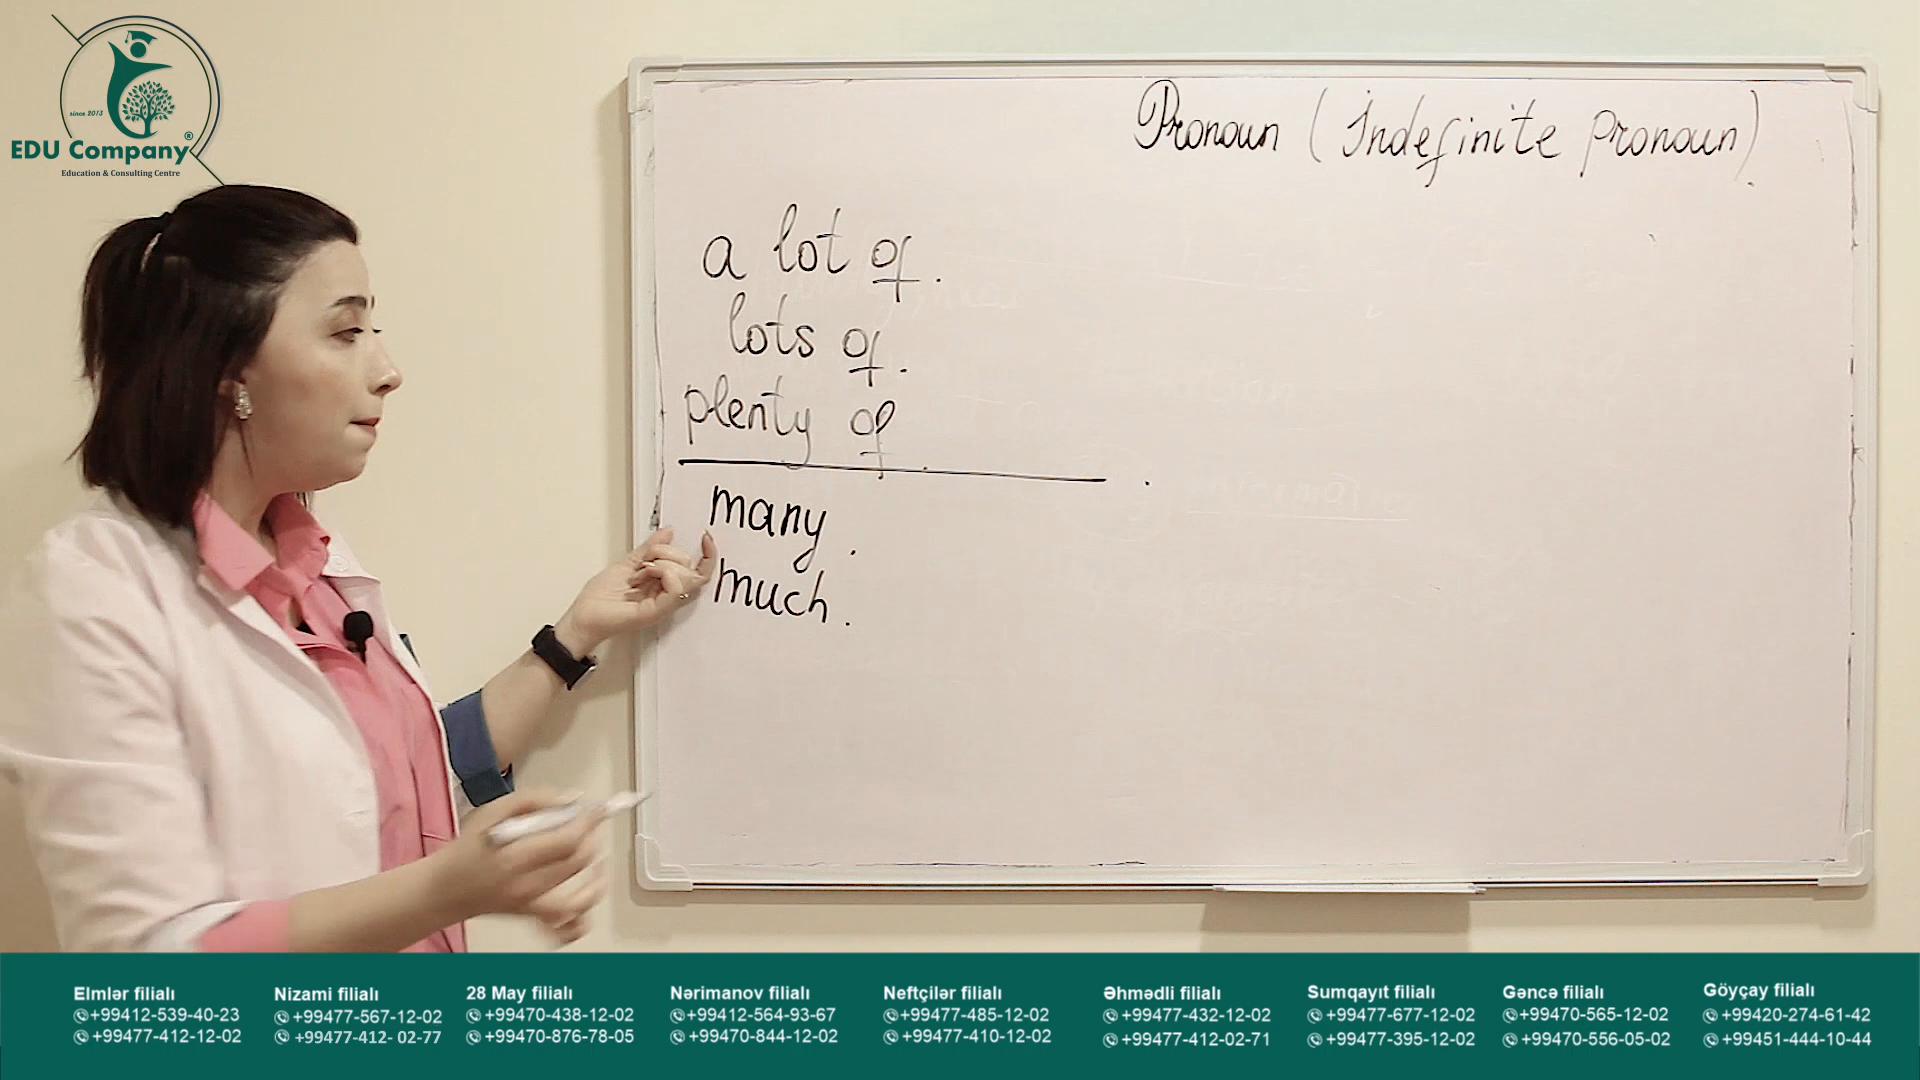 since 2013
EDU Company®
Education & Consulting Centre
Pronoun (Indefinite pronoun).
a lot of.
lots of.
plenty of.
many.
much.
Elmlər filialı
+99412-539-40-23
+99477-412-12-02
Nizami filialı
+99477-567-12-02
+99477-412- 02-77
28 May filialı
+99470-438-12-02
+99470-876-78-05
Nərimanov filialı
+99412-564-93-67
+99470-844-12-02
Neftçilər filialı
+99477-485-12-02
+99477-410-12-02
Əhmədli filialı
+99477-432-12-02
+99477-412-02-71
Sumqayıt filialı
+99477-677-12-02
+99477-395-12-02
Gəncə filialı
+99470-565-12-02
+99470-556-05-02
Göyçay filialı
+99420-274-61-42
+99451-444-10-44